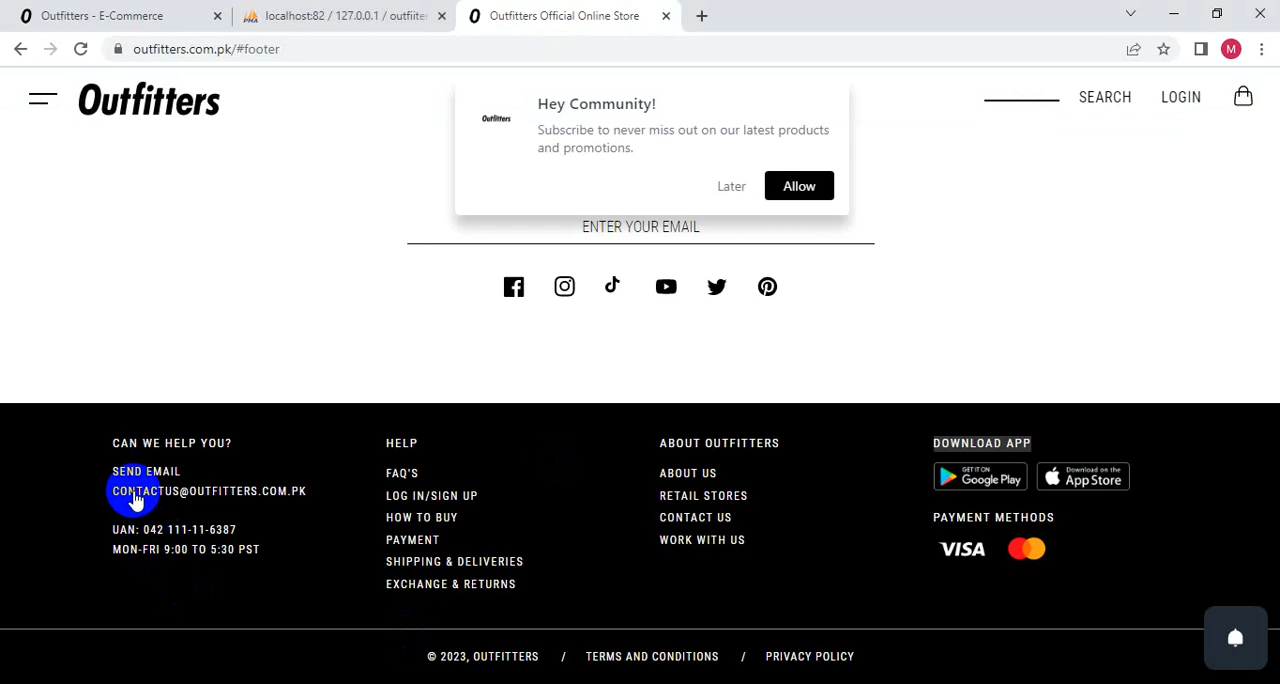 Outfitters - E-Commerce
localhost:82 / 127.0.0.1 / outfiiter
Outfitters Official Online Store
outfitters.com.pk/#footer
M
Outfitters
SEARCH
LOGIN
Outfitters
Hey Community!
Subscribe to never miss out on our latest products
and promotions.
Later
Allow
ENTER YOUR EMAIL
CAN WE HELP YOU?
SEND EMAIL
CONTACTUS@OUTFITTERS.COM.PK
UAN: 042 111-11-6387
MON-FRI 9:00 TO 5:30 PST
HELP
FAQ'S
LOG IN/SIGN UP
HOW TO BUY
PAYMENT
SHIPPING & DELIVERIES
EXCHANGE & RETURNS
ABOUT OUTFITTERS
ABOUT US
RETAIL STORES
CONTACT US
WORK WITH US
DOWNLOAD APP
GET IT ON
Google Play
Download on the
App Store
PAYMENT METHODS
VISA
© 2023, OUTFITTERS / TERMS AND CONDITIONS / PRIVACY POLICY